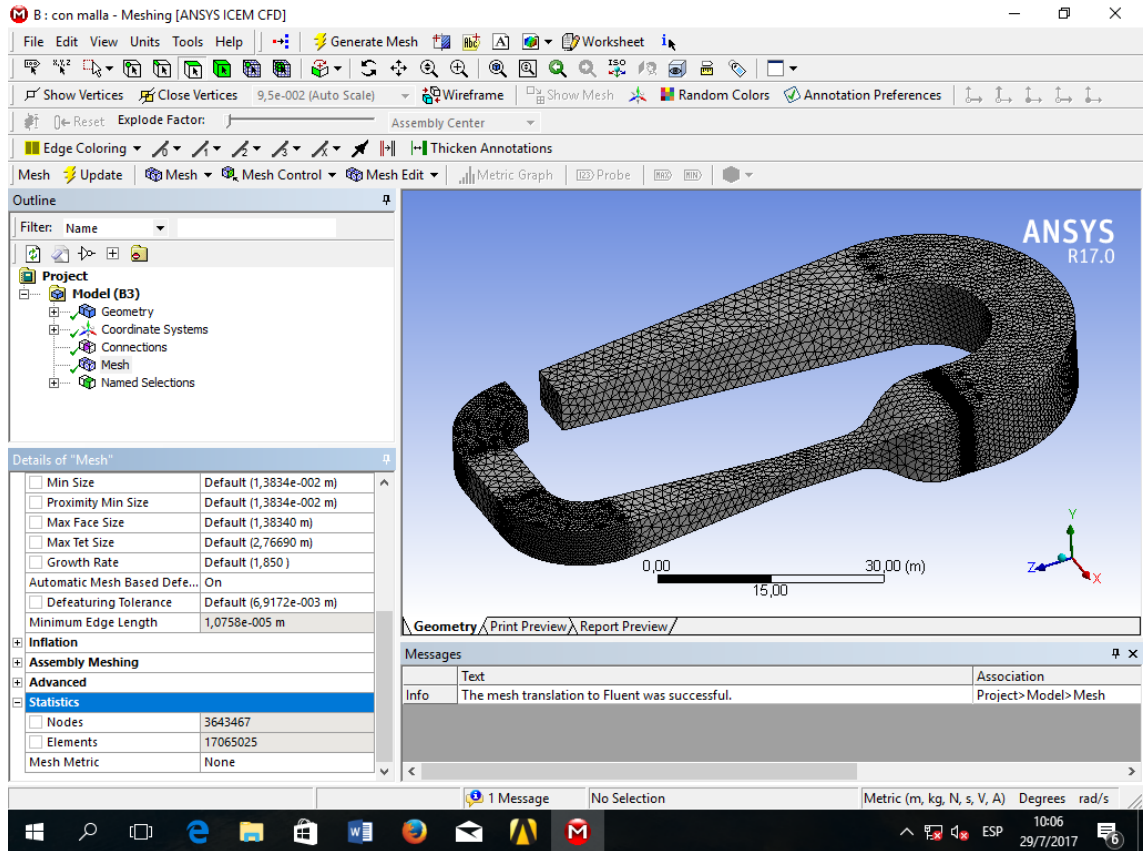 B : con malla - Meshing [ANSYS ICEM CFD]
File Edit View Units Tools Help Generate Mesh Worksheet
Show Vertices Close Vertices 9,5e-002 (Auto Scale) Wireframe Show Mesh Random Colors Annotation Preferences
Reset Explode Factor: Assembly Center
Edge Coloring Thicken Annotations
Mesh Update Mesh Mesh Control Mesh Edit Metric Graph Probe MAX MIN
Outline
Filter: Name
Project
Model (B3)
Geometry
Coordinate Systems
Connections
Mesh
Named Selections
Details of "Mesh"
Min Size Default (1,3834e-002 m)
Proximity Min Size Default (1,3834e-002 m)
Max Face Size Default (1,38340 m)
Max Tet Size Default (2,76690 m)
Growth Rate Default (1,850 )
Automatic Mesh Based Defe... On
Defeaturing Tolerance Default (6,9172e-003 m)
Minimum Edge Length 1,0758e-005 m
Inflation
Assembly Meshing
Advanced
Statistics
Nodes 3643467
Elements 17065025
Mesh Metric None
ANSYS
R17.0
Y
Z
X
0,00 30,00 (m)
15,00
Geometry Print Preview Report Preview
Messages
Text Association
Info The mesh translation to Fluent was successful. Project>Model>Mesh
1 Message No Selection Metric (m, kg, N, s, V, A) Degrees rad/s
ESP
10:06
29/7/2017
6